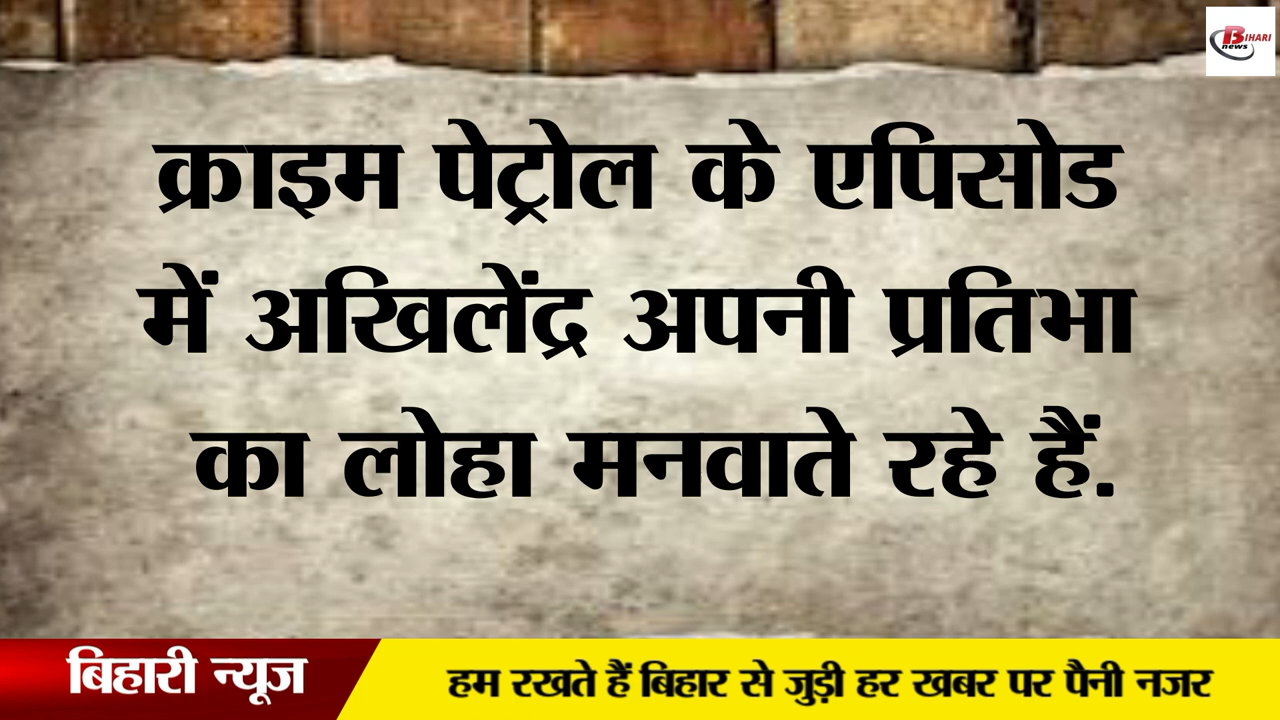 BIHARI
news
क्राइम पेट्रोल के एपिसोड
में अखिलेंद्र अपनी प्रतिभा
का लोहा मनवाते रहे हैं.
बिहारी न्यूज
हम रखते हैं बिहार से जुड़ी हर खबर पर पैनी नजर